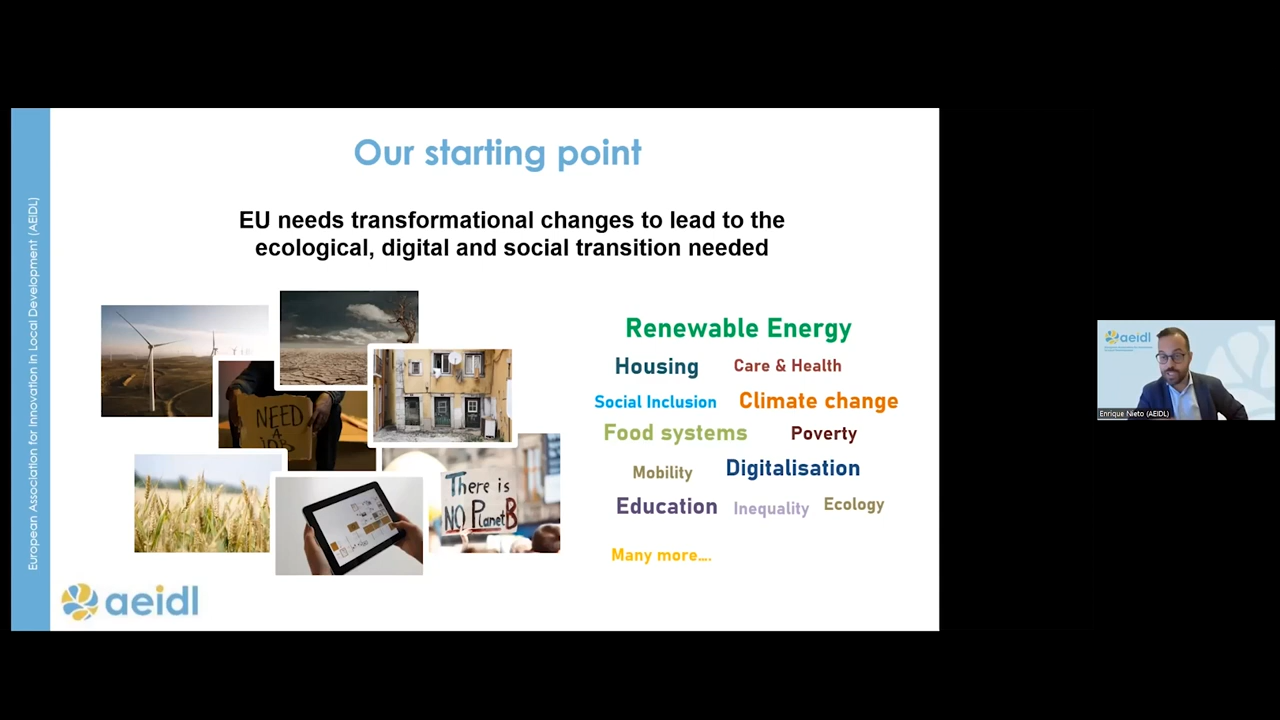 Our starting point
EU needs transformational changes to lead to the
ecological, digital and social transition needed
European Association for Innovation in Local Development (AEIDL)
NEED
A
JOB
There is
NO Planet B
Renewable Energy
Housing
Care & Health
Social Inclusion
Climate change
Food systems
Poverty
Mobility
Digitalisation
Education
Inequality
Ecology
Many more....
aeidl
aeidl
Enrique Nieto (AEIDL)